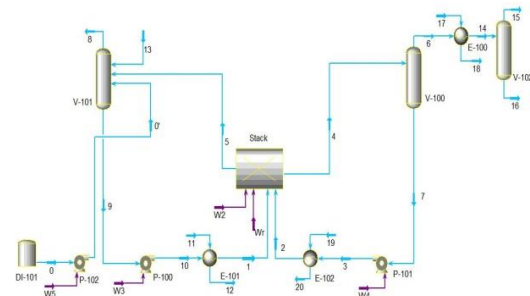 15
17
14
8
13
6
E-100
18
V-102
V-101
V-100
16
0'
5
Stack
4
9
7
W2
Wr
11
19
DI-101
0
P-102
10
E-101
1
2
E-102
3
P-100
P-101
12
20
W5
W3
W4